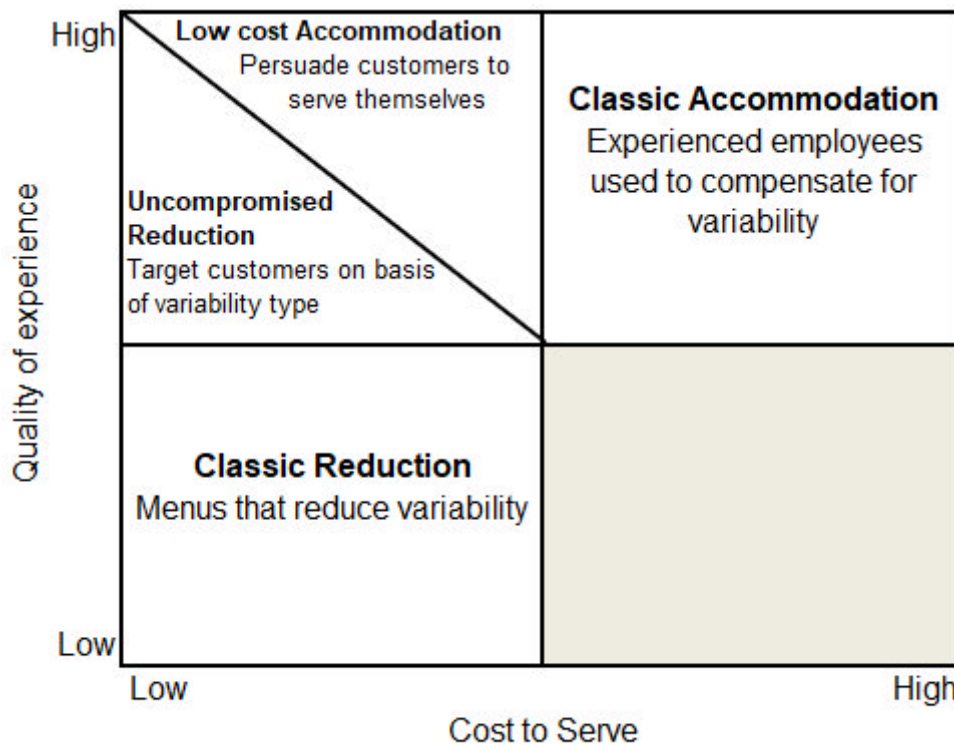 High
Low cost Accommodation
Persuade customers to
serve themselves
Uncompromised
Reduction
Target customers on basis
of variability type
Classic Accommodation
Experienced employees
used to compensate for
variability
Quality of experience
Classic Reduction
Menus that reduce variability
Low
Low
High
Cost to Serve